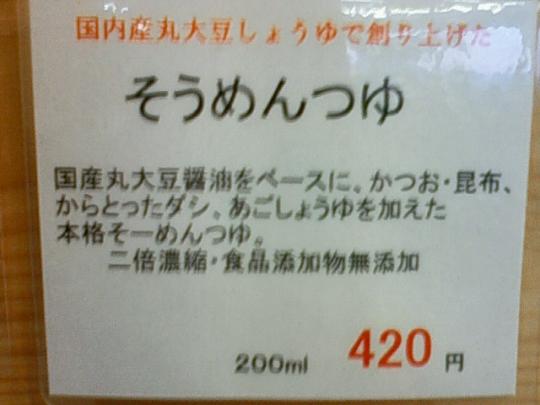 国内産丸大豆しょうゆで創り上げた
そうめんつゆ
国産丸大豆醤油をベースに。かつお・昆布、
からとったダシ、あごしょうゆを加えた
本格そーめんつゆ。
二倍濃縮・食品添加物無添加
200ml 420円